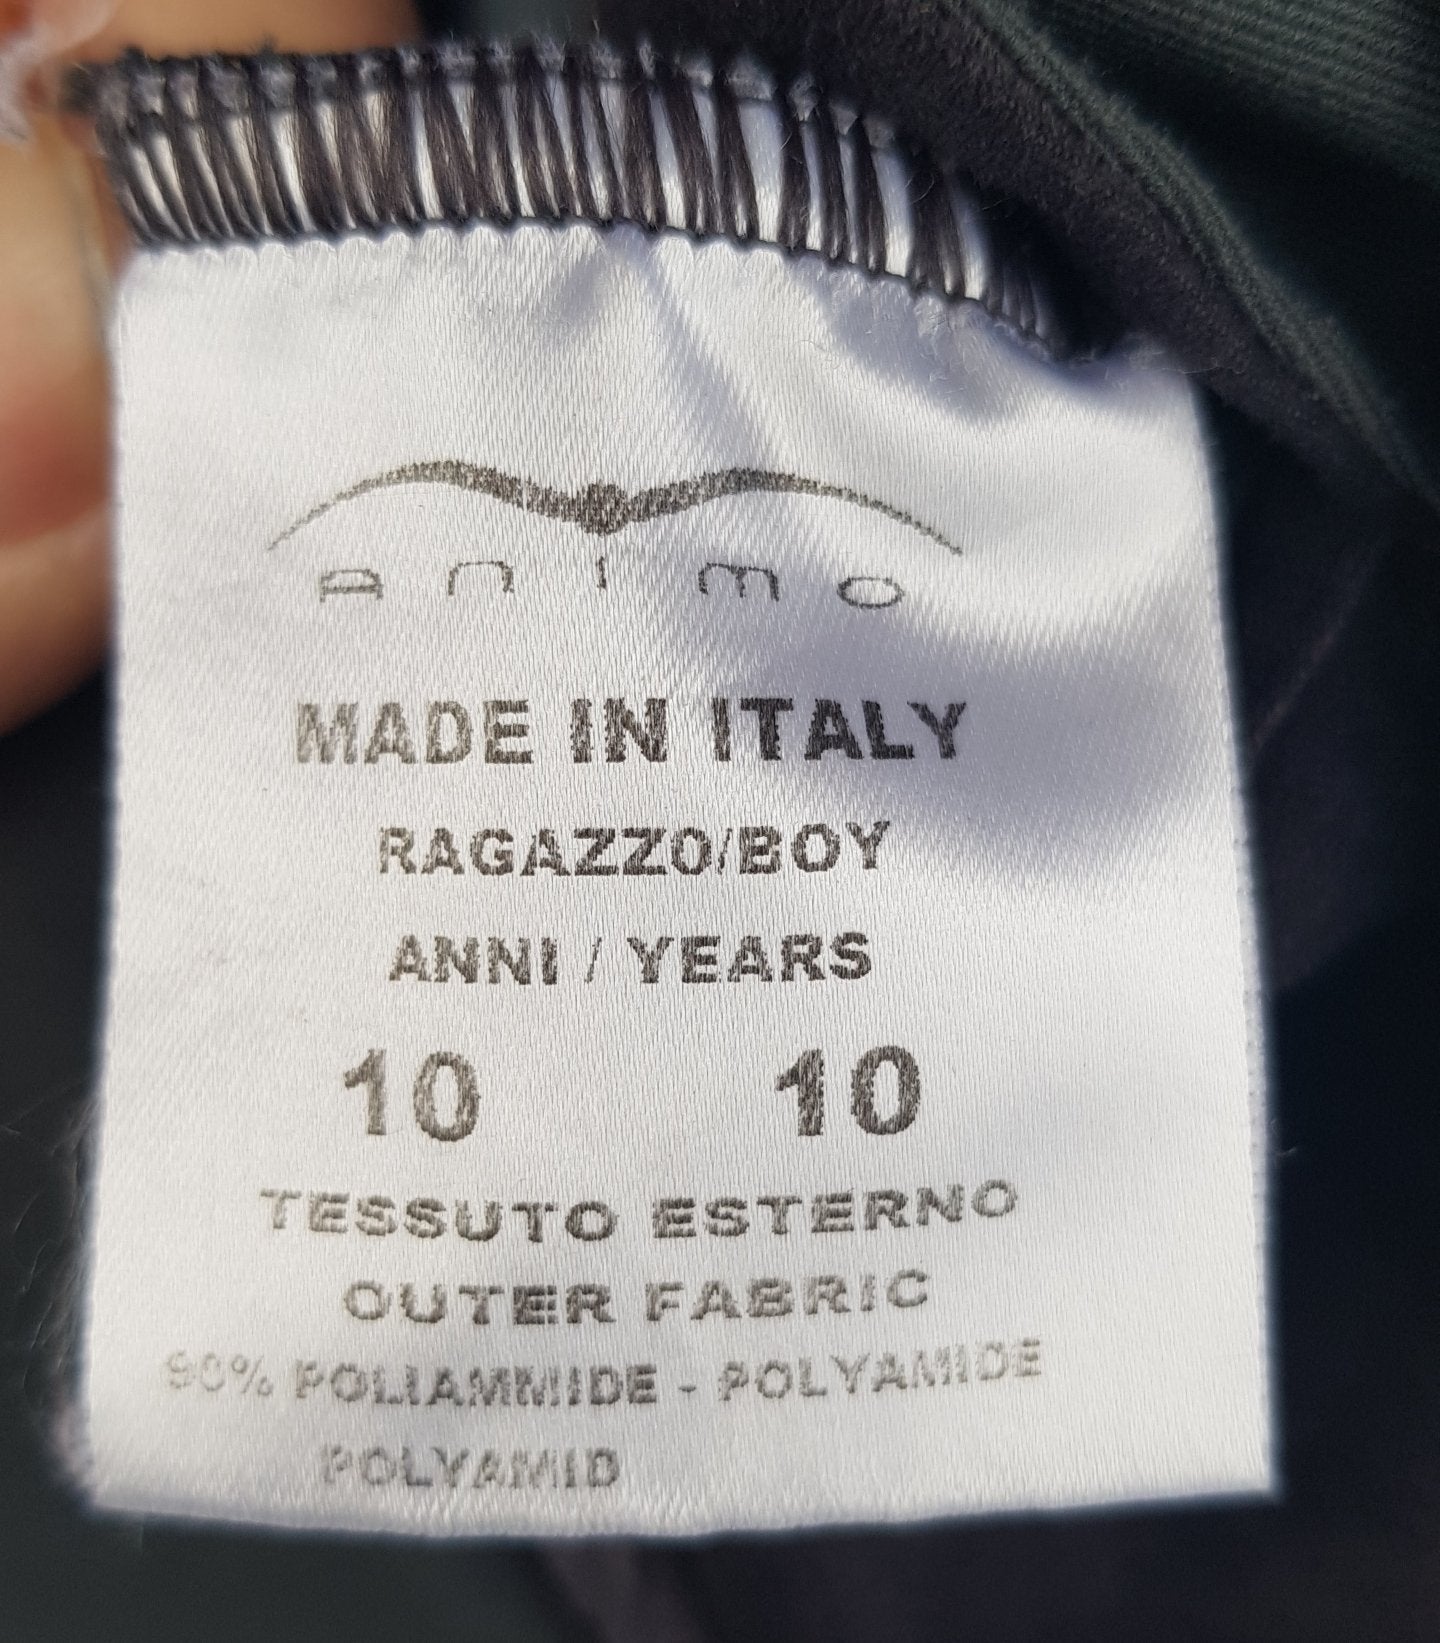 animo
MADE IN ITALY
RAGAZZO/BOY
ANNI / YEARS
10 10
TESSUTO ESTERNO
OUTER FABRIC
90% POLIAMMIDE - POLYAMIDE
POLYAMID